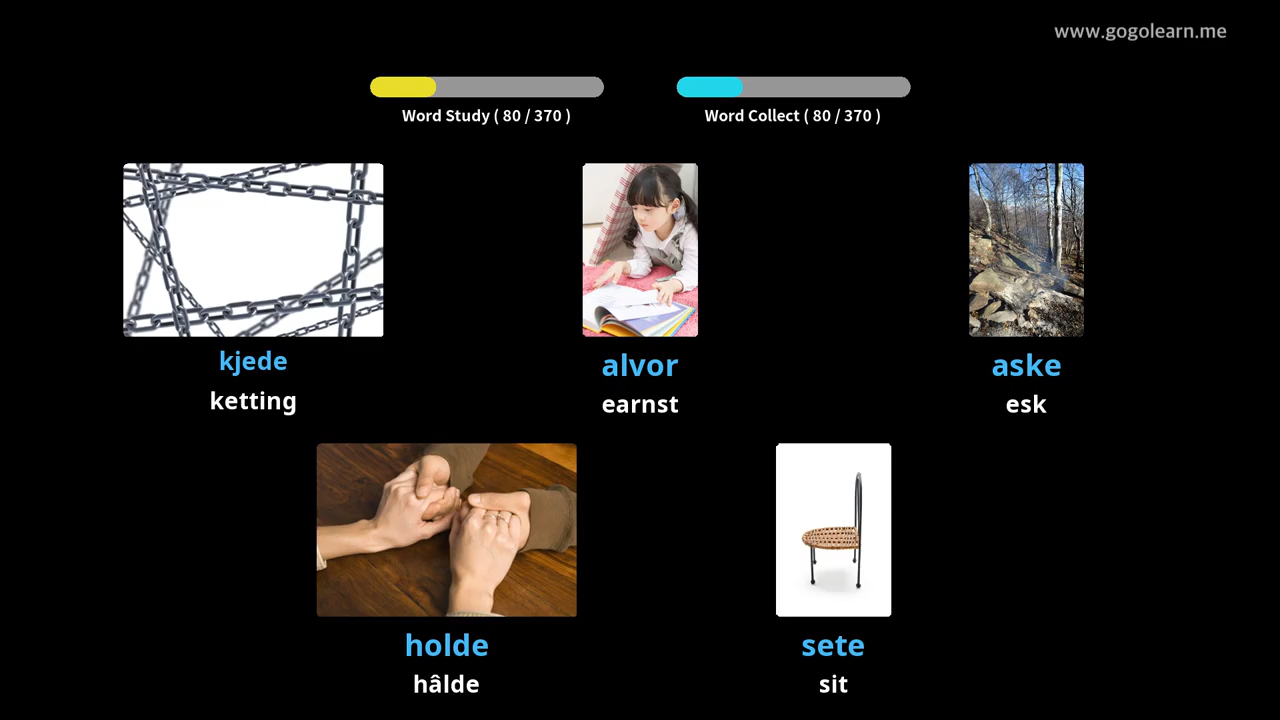 www.gogolearn.me
Word Study ( 80 / 370 )
Word Collect ( 80 / 370 )
kjede
ketting
alvor
earnst
aske
esk
holde
hâlde
sete
sit